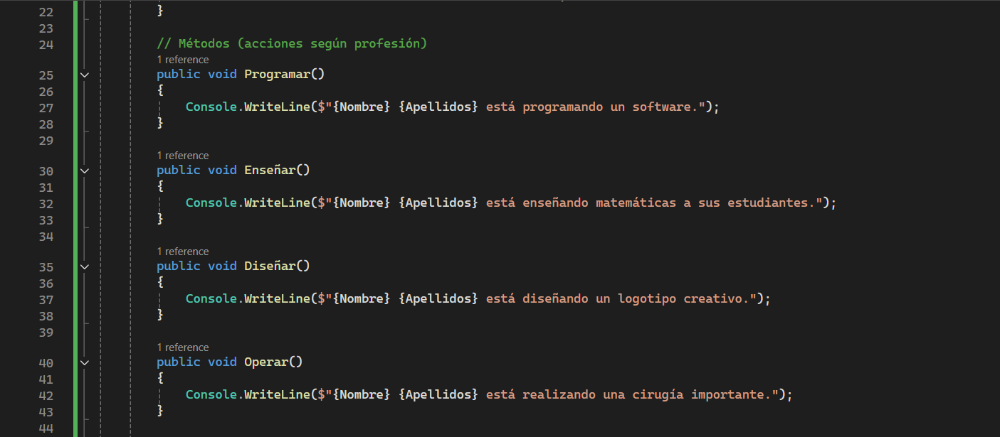 22 }
23
24 // Métodos (acciones según profesión)
1 reference
25 public void Programar()
26 {
27 Console.WriteLine($"{Nombre} {Apellidos} está programando un software.");
28 }
29
1 reference
30 public void Enseñar()
31 {
32 Console.WriteLine($"{Nombre} {Apellidos} está enseñando matemáticas a sus estudiantes.");
33 }
34
1 reference
35 public void Diseñar()
36 {
37 Console.WriteLine($"{Nombre} {Apellidos} está diseñando un logotipo creativo.");
38 }
39
1 reference
40 public void Operar()
41 {
42 Console.WriteLine($"{Nombre} {Apellidos} está realizando una cirugía importante.");
43 }
44